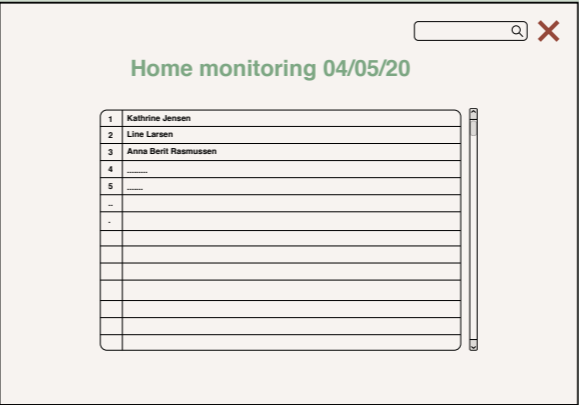 Home monitoring 04/05/20
1 Kathrine Jensen
2 Line Larsen
3 Anna Berit Rasmussen
4 .........
5 .......
..
.